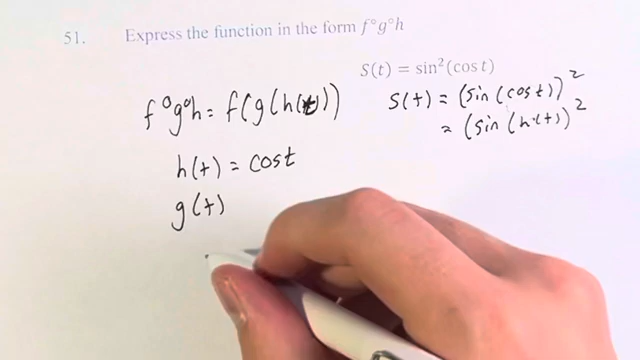 51. Express the function in the form f°g°h
S(t) = sin²(cos t)
f°g°h = f(g(h(t)))
S(t) = (sin(cos t))²
= (sin(h(t))²
h(t) = cos t
g(t)